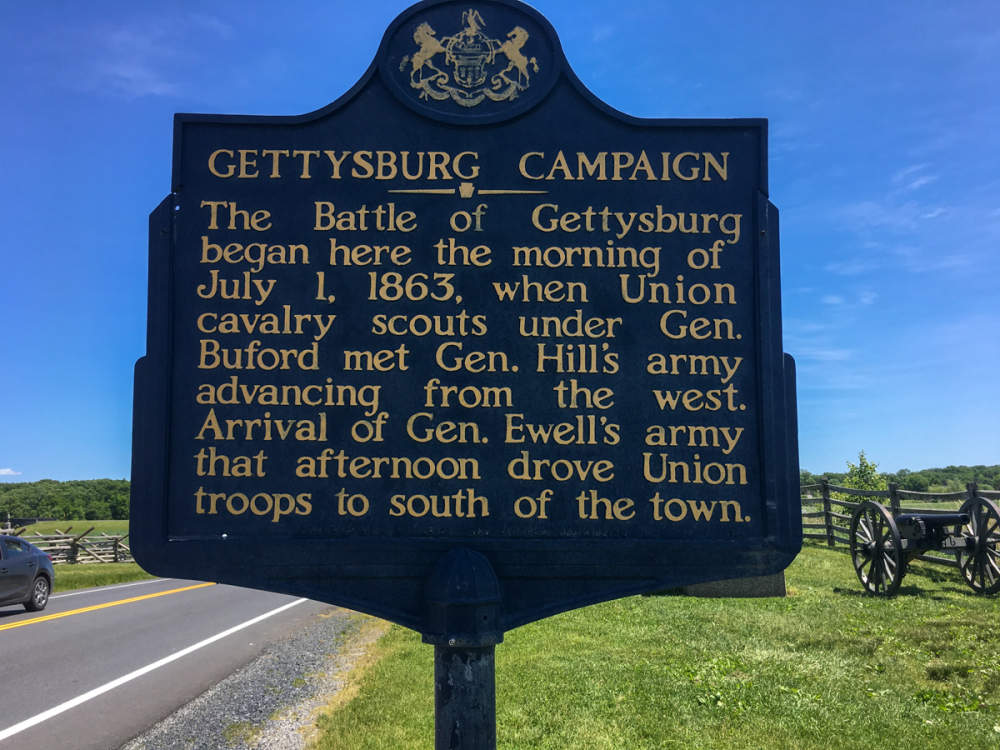 GETTYSBURG CAMPAIGN
The Battle of Gettysburg
began here the morning of
July 1, 1863, when Union
cavalry scouts under Gen.
Buford met Gen. Hill's army
advancing from the west.
Arrival of Gen. Ewell's army
that afternoon drove Union
troops to south of the town.